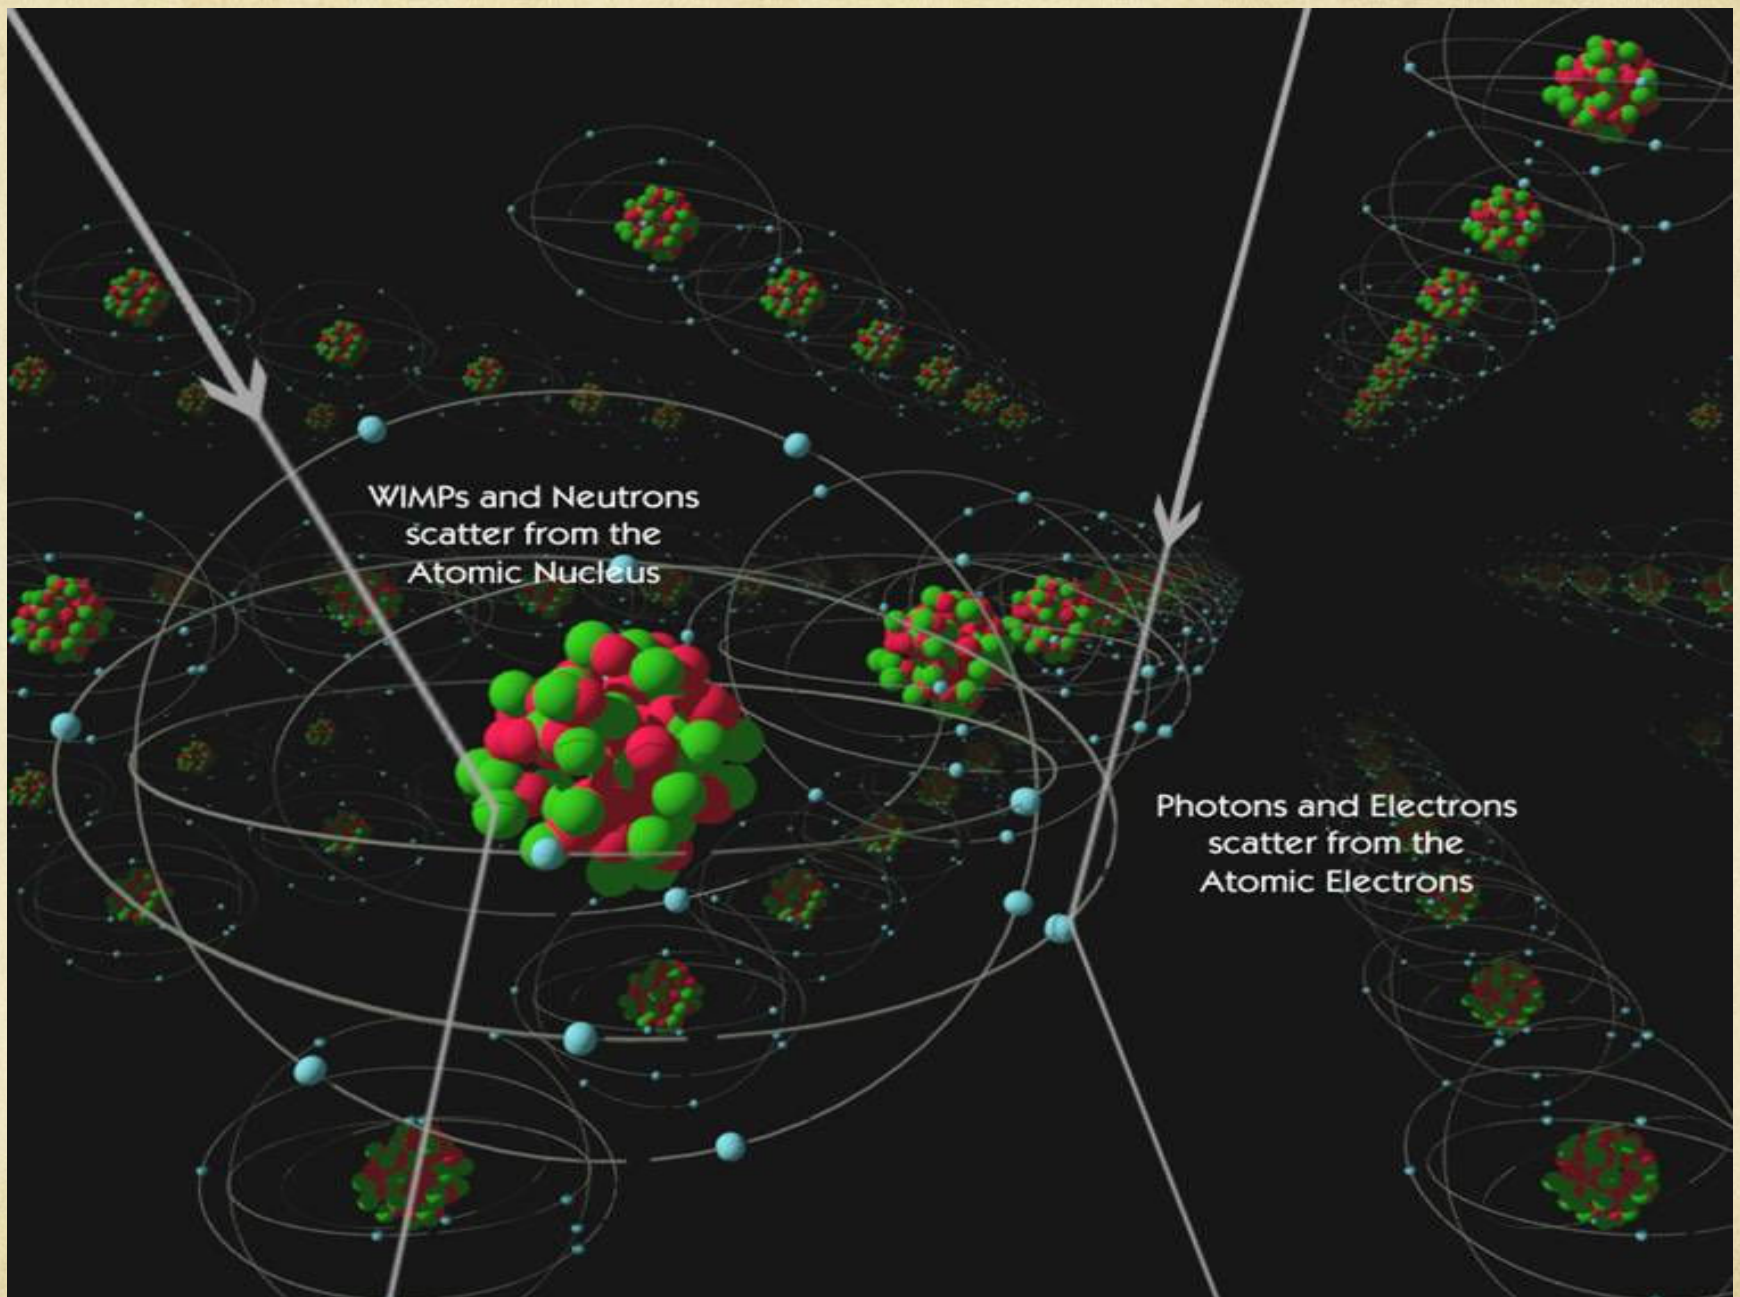 WIMPs and Neutrons
scatter from the
Atomic Nucleus
Photons and Electrons
scatter from the
Atomic Electrons